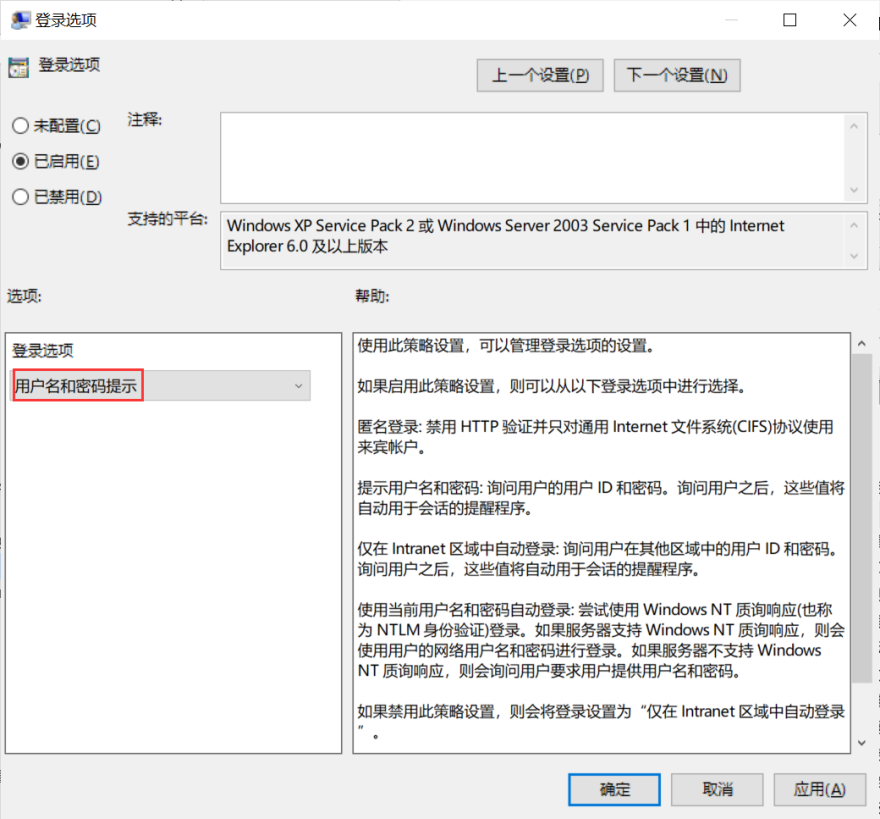 登录选项
登录选项
上一个设置(P)
下一个设置(N)
未配置(C)
注释:
已启用(E)
已禁用(D)
支持的平台:
Windows XP Service Pack 2 或 Windows Server 2003 Service Pack 1 中的 Internet
Explorer 6.0 及以上版本
选项:
帮助:
登录选项
用户名和密码提示
使用此策略设置，可以管理登录选项的设置。
如果启用此策略设置，则可以从以下登录选项中进行选择。
匿名登录: 禁用 HTTP 验证并只对通用 Internet 文件系统(CIFS)协议使用
来宾帐户。
提示用户名和密码: 询问用户的用户 ID 和密码。询问用户之后，这些值将
自动用于会话的提醒程序。
仅在 Intranet 区域中自动登录: 询问用户在其他区域中的用户 ID 和密码。
询问用户之后，这些值将自动用于会话的提醒程序。
使用当前用户名和密码自动登录: 尝试使用 Windows NT 质询响应(也称
为 NTLM 身份验证)登录。如果服务器支持 Windows NT 质询响应，则会
使用用户的网络用户名和密码进行登录。如果服务器不支持 Windows
NT 质询响应，则会询问用户要求用户提供用户名和密码。
如果禁用此策略设置，则会将登录设置为“仅在 Intranet 区域中自动登录
”。
确定
取消
应用(A)